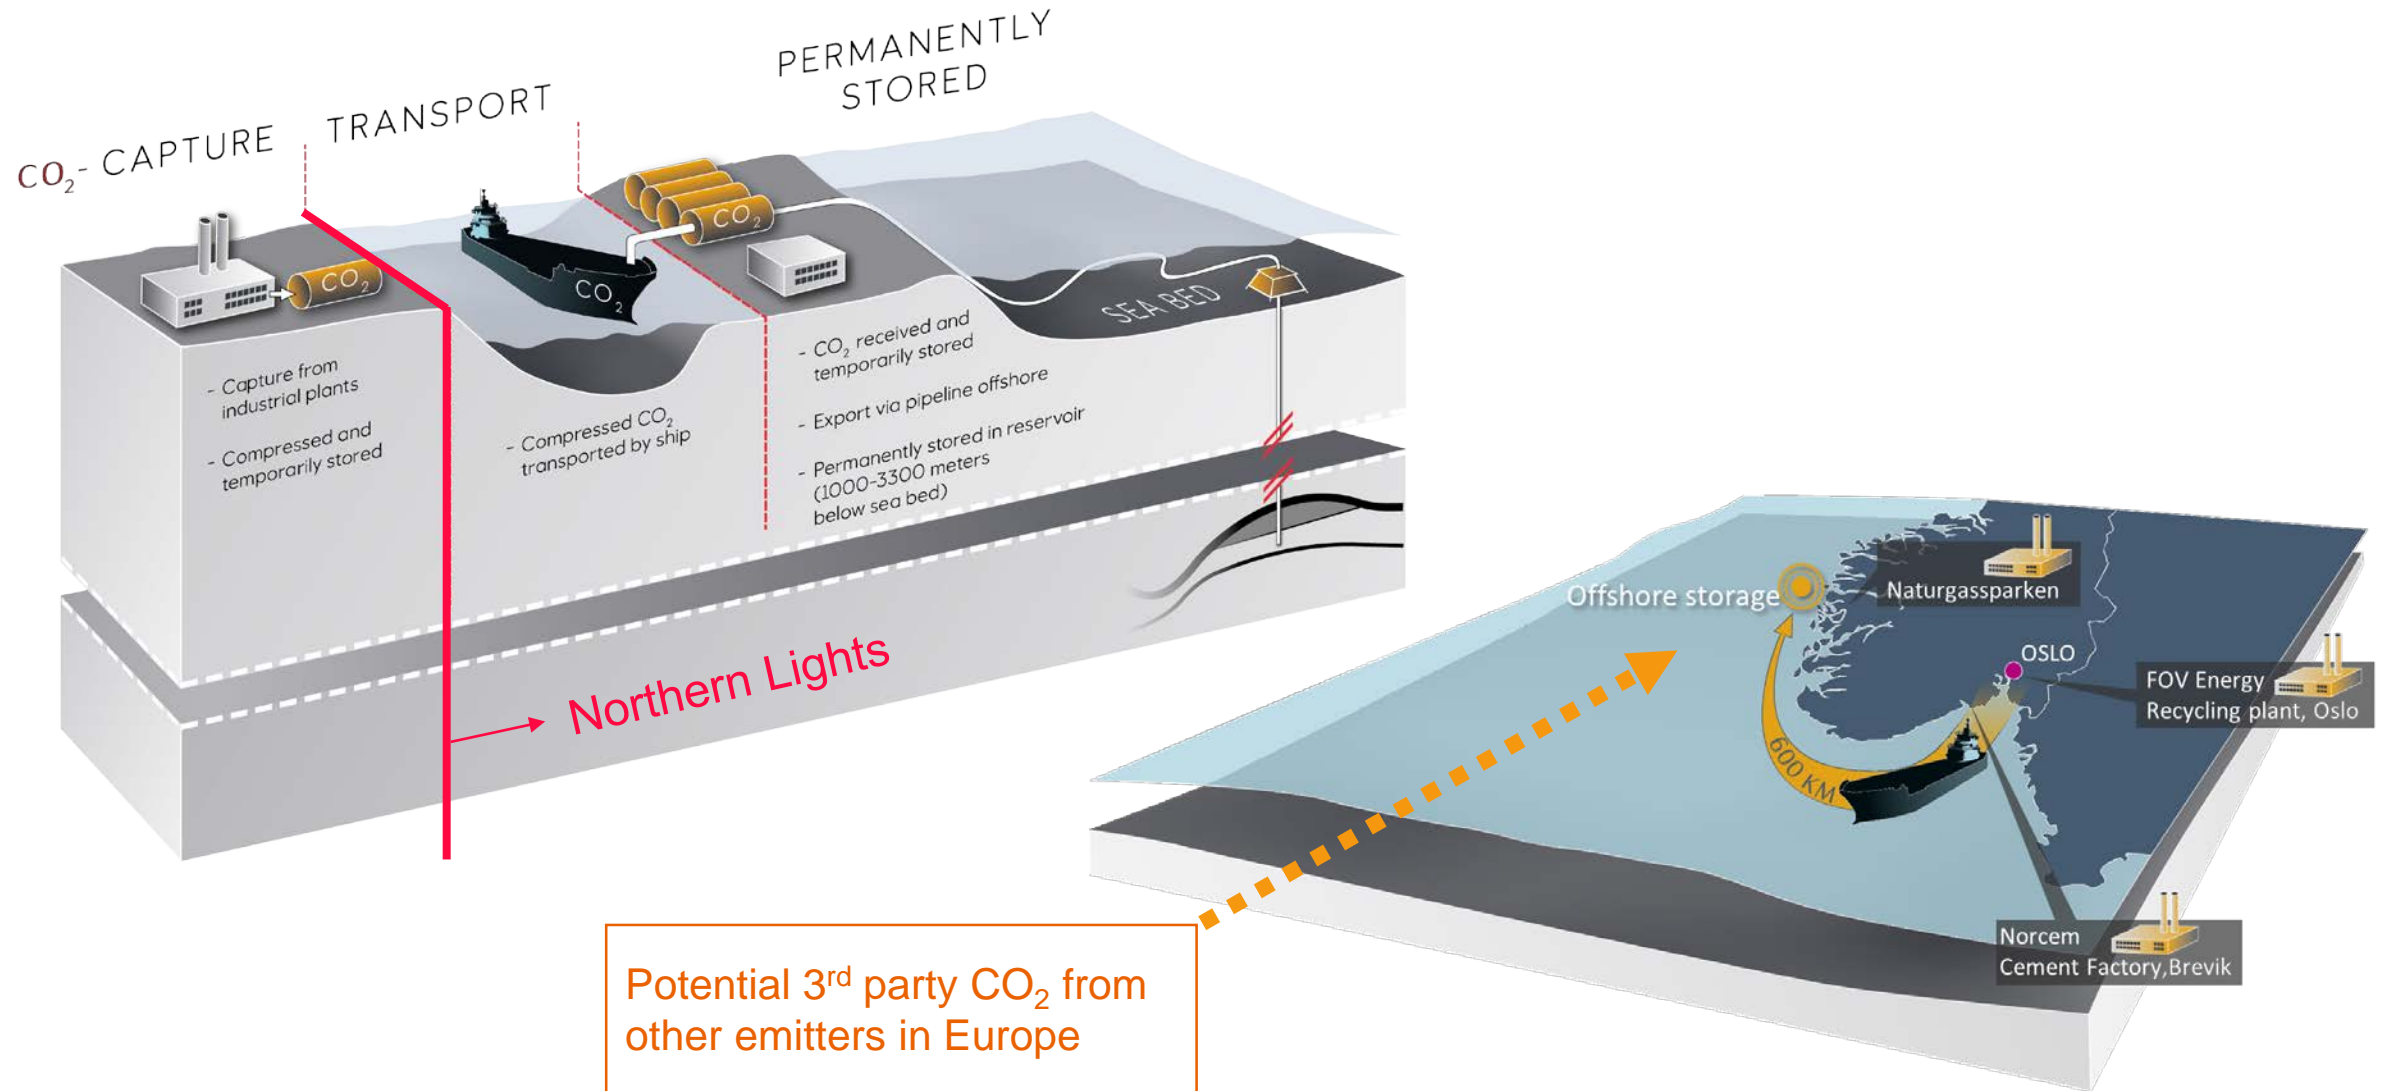 CO₂- CAPTURE
TRANSPORT
PERMANENTLY
STORED
CO₂
CO₂
CO₂
SEA BED
- Capture from
industrial plants
- Compressed and
temporarily stored
- Compressed CO₂
transported by ship
- CO₂ received and
temporarily stored
- Export via pipeline offshore
- Permanently stored in reservoir
(1000-3300 meters
below sea bed)
Northern Lights
Offshore storage
Naturgassparken
OSLO
FOV Energy
Recycling plant, Oslo
600 KM
Norcem
Cement Factory,Brevik
Potential 3rd party CO₂ from
other emitters in Europe